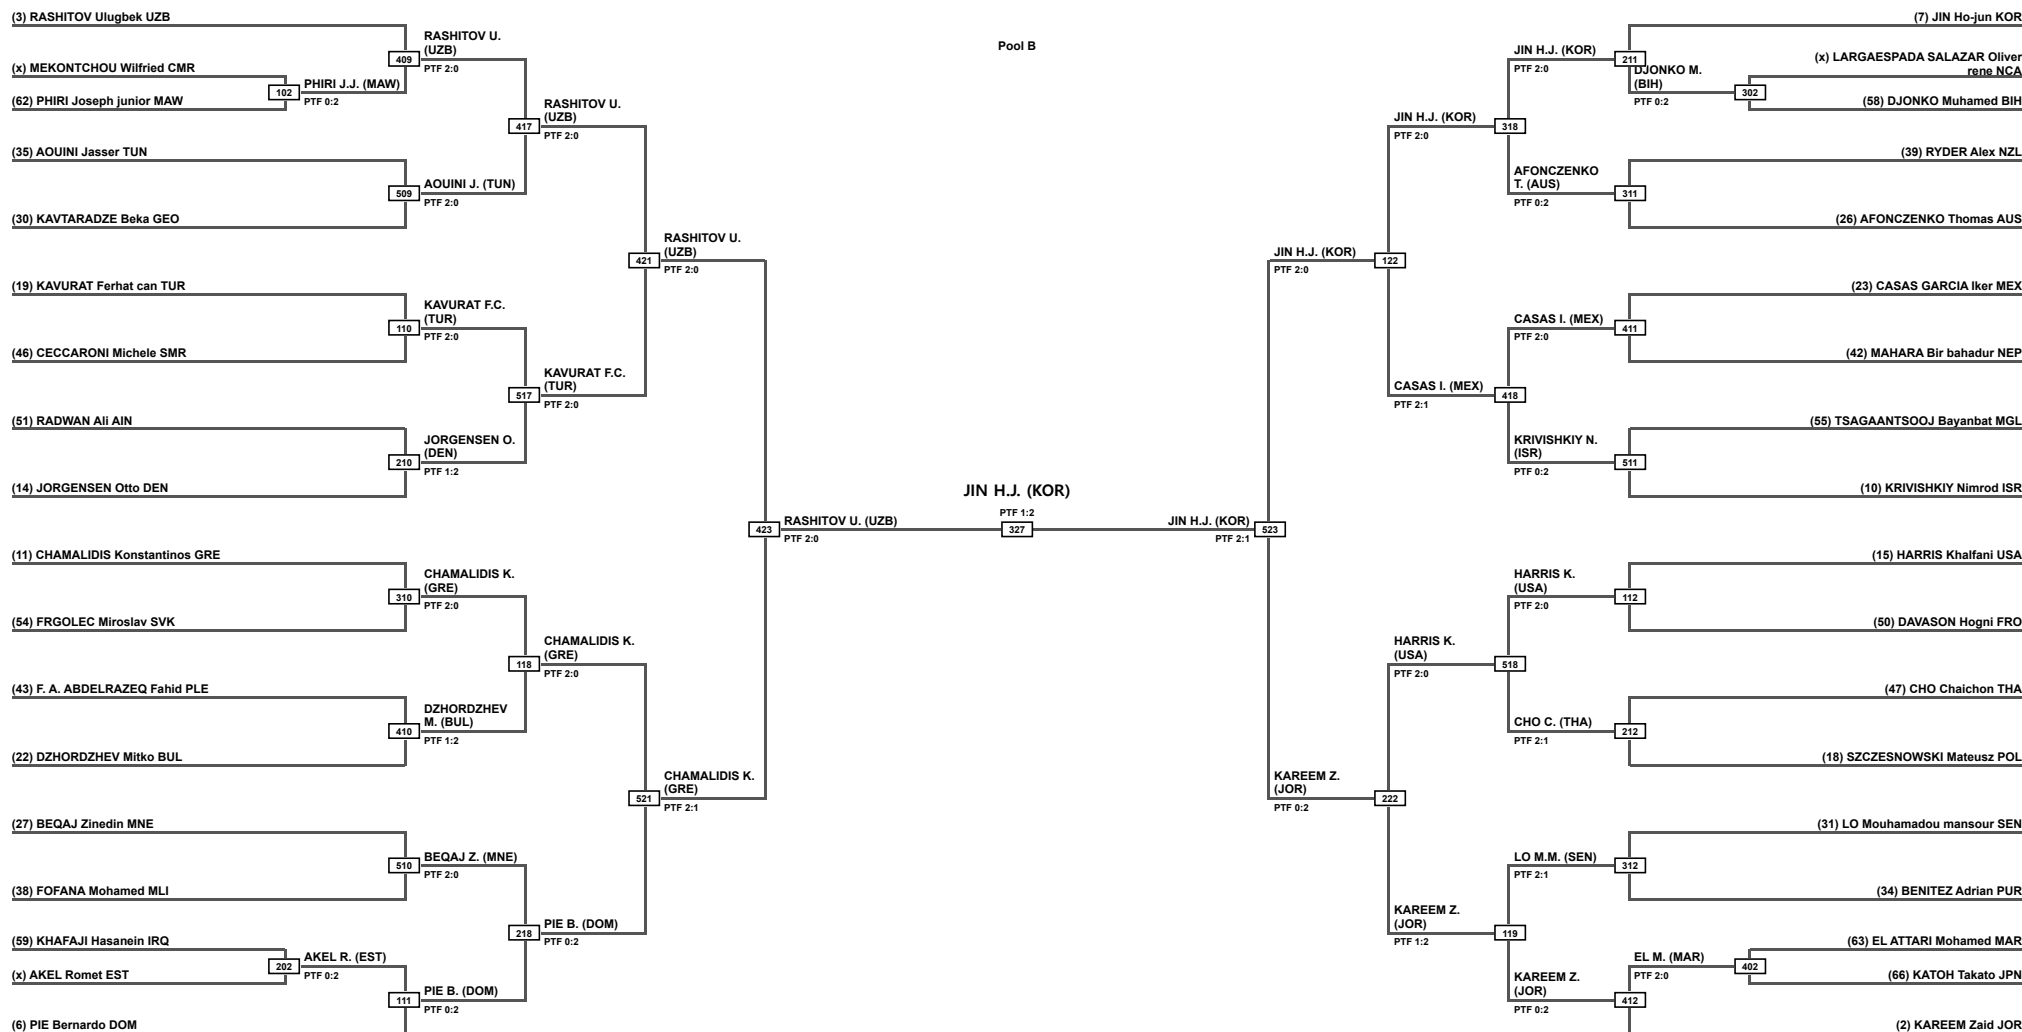 Pool B
(3) RASHITOV Ulugbek UZB
(x) MEKONTCHOU Wilfried CMR
(62) PHIRI Joseph junior MAW
(35) AOUINI Jasser TUN
(30) KAVTARADZE Beka GEO
(19) KAVURAT Ferhat can TUR
(46) CECCARONI Michele SMR
(51) RADWAN Ali AIN
(14) JORGENSEN Otto DEN
(11) CHAMALIDIS Konstantinos GRE
(54) FRGOLEC Miroslav SVK
(43) F. A. ABDELRAZEQ Fahid PLE
(22) DZHORDZHEV Mitko BUL
(27) BEQAJ Zinedin MNE
(38) FOFANA Mohamed MLI
(59) KHAFAJI Hasanein IRQ
(x) AKEL Romet EST
(6) PIE Bernardo DOM
102
PHIRI J.J. (MAW)
PTF 0:2
202
AKEL R. (EST)
PTF 0:2
409
RASHITOV U.
(UZB)
PTF 2:0
509
AOUINI J. (TUN)
PTF 2:0
110
KAVURAT F.C.
(TUR)
PTF 2:0
210
JORGENSEN O.
(DEN)
PTF 1:2
310
CHAMALIDIS K.
(GRE)
PTF 2:0
410
DZHORDZHEV
M. (BUL)
PTF 1:2
510
BEQAJ Z. (MNE)
PTF 2:0
111
PIE B. (DOM)
PTF 0:2
417
RASHITOV U.
(UZB)
PTF 2:0
517
KAVURAT F.C.
(TUR)
PTF 2:0
118
CHAMALIDIS K.
(GRE)
PTF 2:0
218
PIE B. (DOM)
PTF 0:2
421
RASHITOV U.
(UZB)
PTF 2:0
521
CHAMALIDIS K.
(GRE)
PTF 2:1
423
RASHITOV U. (UZB)
PTF 2:0
JIN H.J. (KOR)
PTF 1:2
327
JIN H.J. (KOR)
PTF 2:1
523
JIN H.J. (KOR)
PTF 2:0
122
KAREEM Z.
(JOR)
PTF 0:2
222
JIN H.J. (KOR)
PTF 2:0
318
CASAS I. (MEX)
PTF 2:1
418
HARRIS K.
(USA)
PTF 2:0
518
KAREEM Z.
(JOR)
PTF 1:2
119
JIN H.J. (KOR)
PTF 2:0
211
AFONCZENKO
T. (AUS)
PTF 0:2
311
CASAS I. (MEX)
PTF 2:0
411
KRIVISHKIY N.
(ISR)
PTF 0:2
511
HARRIS K.
(USA)
PTF 2:0
112
CHO C. (THA)
PTF 2:1
212
LO M.M. (SEN)
PTF 2:1
312
KAREEM Z.
(JOR)
PTF 0:2
412
DJONKO M.
(BIH)
PTF 0:2
302
EL M. (MAR)
PTF 2:0
402
(7) JIN Ho-jun KOR
(x) LARGAESPADA SALAZAR Oliver
rene NCA
(58) DJONKO Muhamed BIH
(39) RYDER Alex NZL
(26) AFONCZENKO Thomas AUS
(23) CASAS GARCIA Iker MEX
(42) MAHARA Bir bahadur NEP
(55) TSAGAANTSOOJ Bayanbat MGL
(10) KRIVISHKIY Nimrod ISR
(15) HARRIS Khalfani USA
(50) DAVASON Hogni FRO
(47) CHO Chaichon THA
(18) SZCZESNOWSKI Mateusz POL
(31) LO Mouhamadou mansour SEN
(34) BENITEZ Adrian PUR
(63) EL ATTARI Mohamed MAR
(66) KATOH Takato JPN
(2) KAREEM Zaid JOR